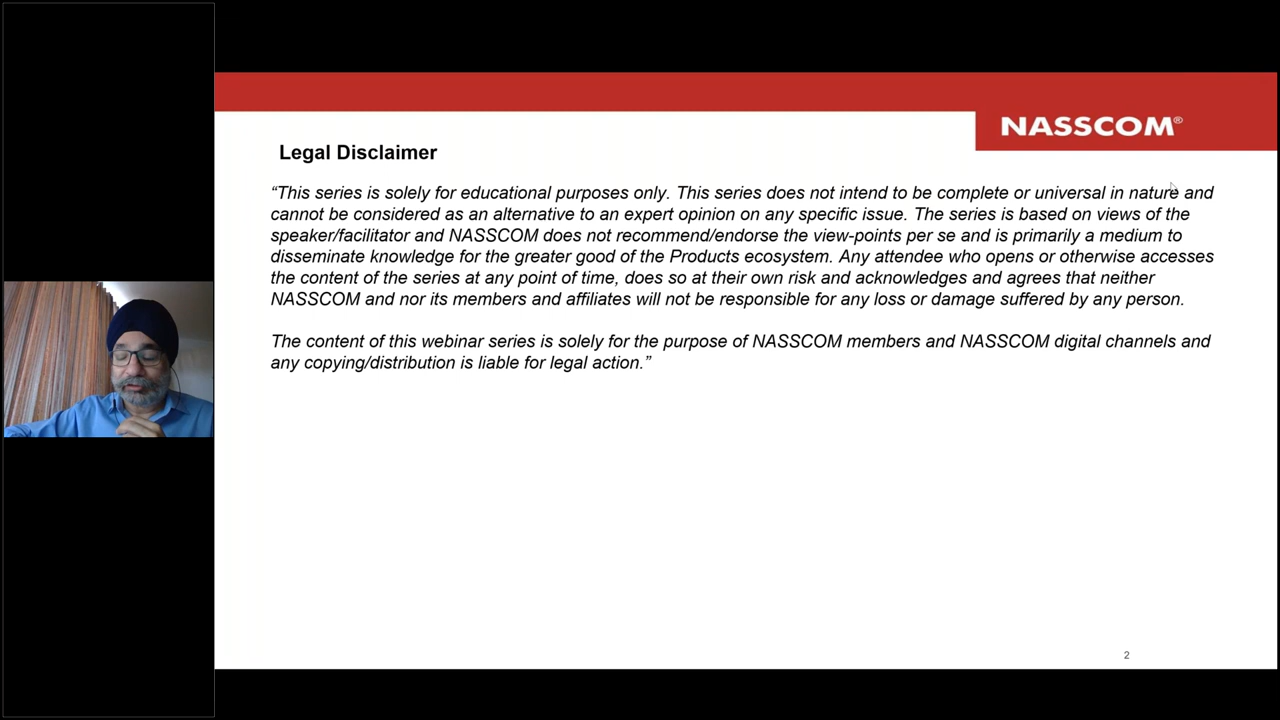 NASSCOM®
Legal Disclaimer
“This series is solely for educational purposes only. This series does not intend to be complete or universal in nature and
cannot be considered as an alternative to an expert opinion on any specific issue. The series is based on views of the
speaker/facilitator and NASSCOM does not recommend/endorse the view-points per se and is primarily a medium to
disseminate knowledge for the greater good of the Products ecosystem. Any attendee who opens or otherwise accesses
the content of the series at any point of time, does so at their own risk and acknowledges and agrees that neither
NASSCOM and nor its members and affiliates will not be responsible for any loss or damage suffered by any person.
The content of this webinar series is solely for the purpose of NASSCOM members and NASSCOM digital channels and
any copying/distribution is liable for legal action.”
2